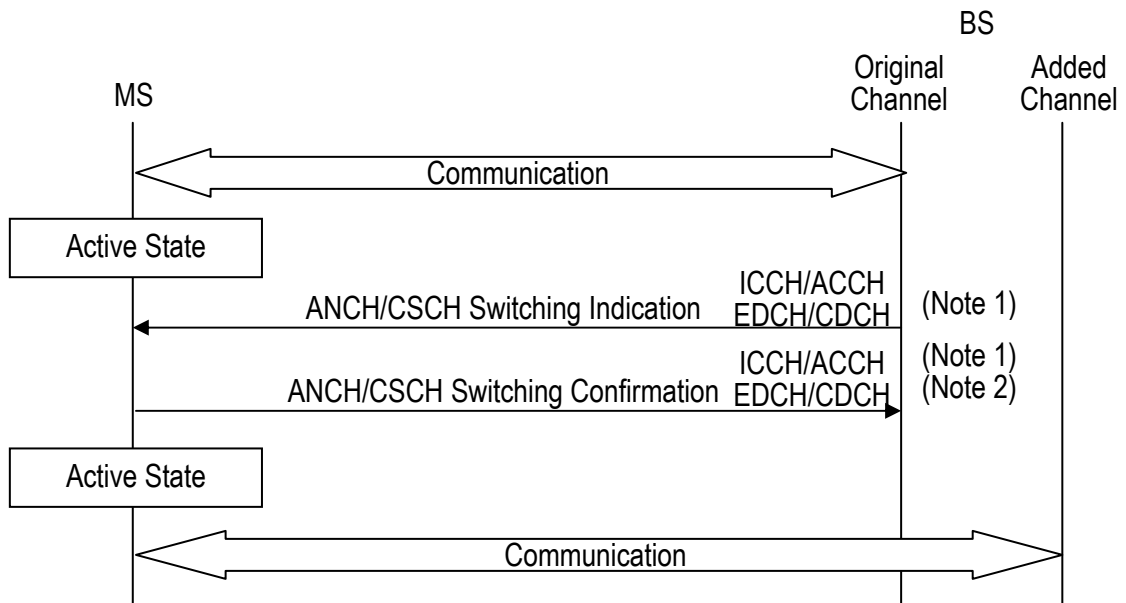 BS
MS
Original
Channel
Added
Channel
Communication
Active State
ANCH/CSCH Switching Indication
ICCH/ACCH
EDCH/CDCH
(Note 1)
ANCH/CSCH Switching Confirmation
ICCH/ACCH
EDCH/CDCH
(Note 1)
(Note 2)
Active State
Communication